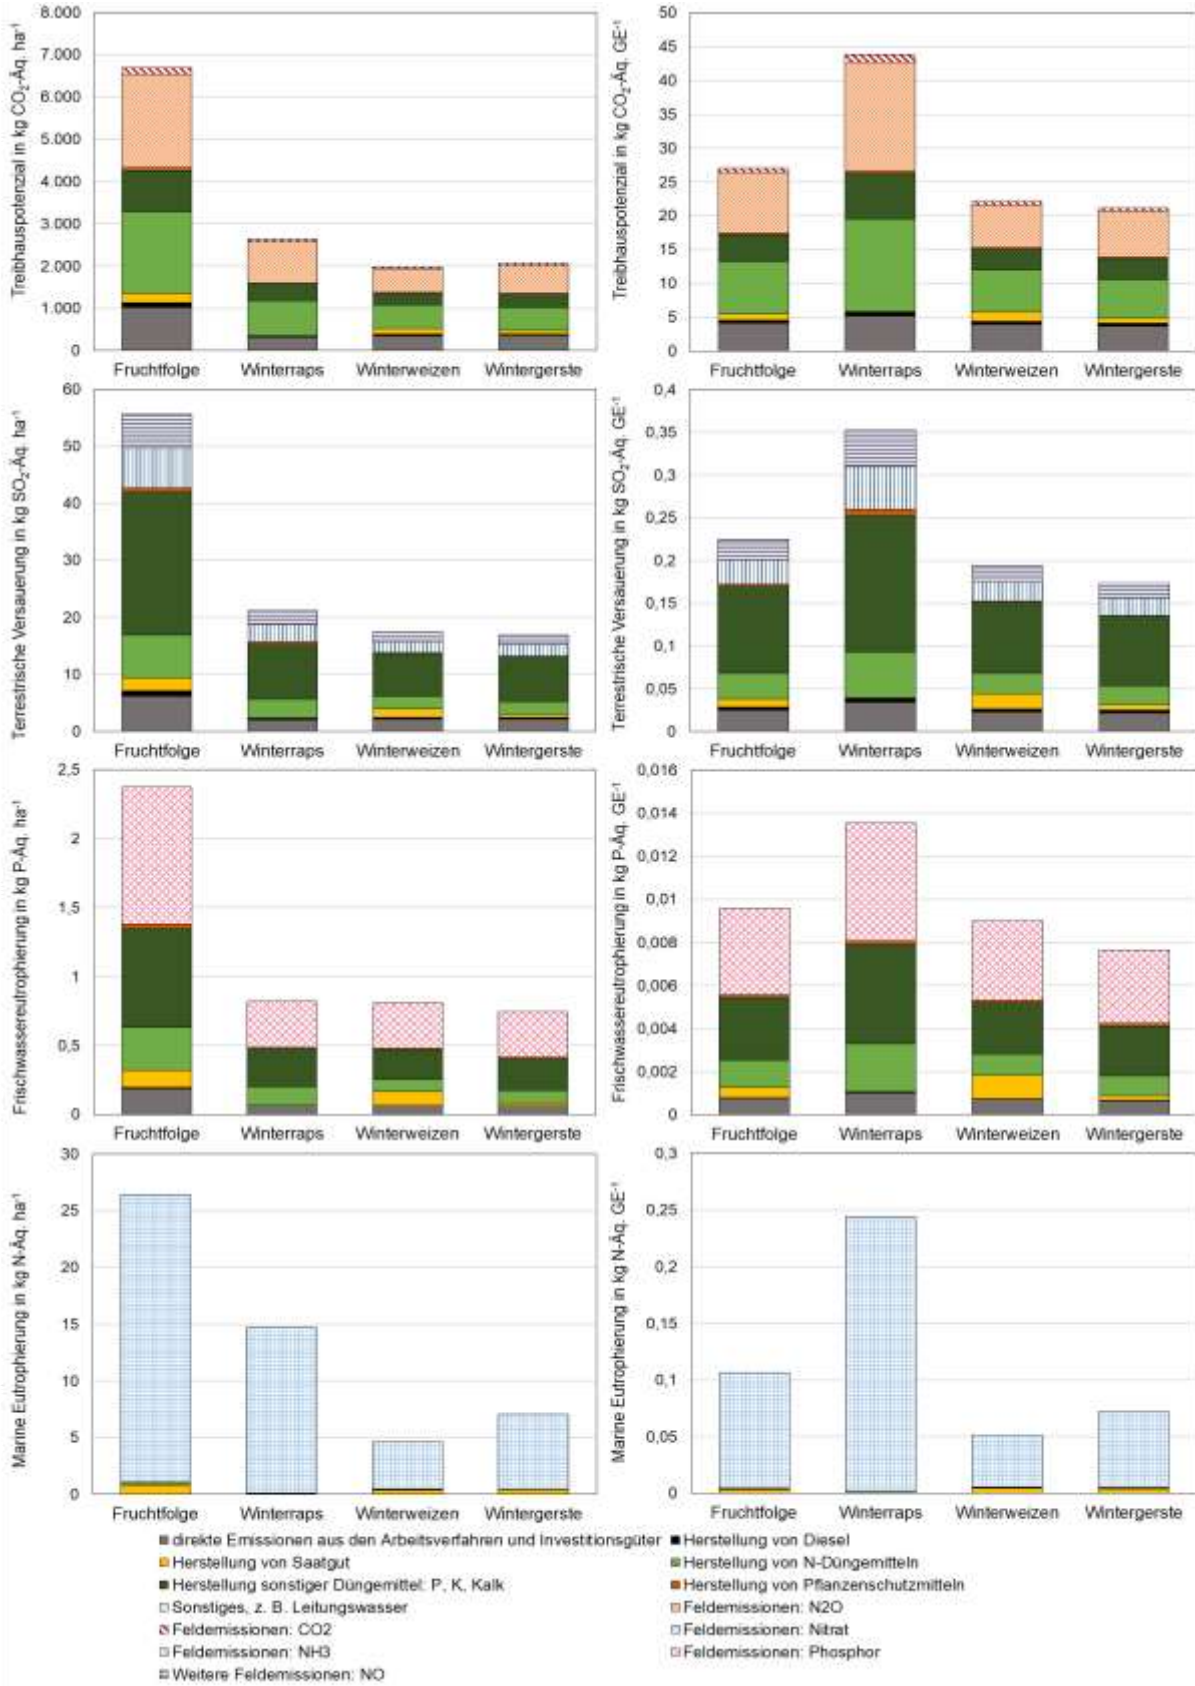 Treibhauspotenzial in kg CO₂-Äq. ha⁻¹
8.000
7.000
6.000
5.000
4.000
3.000
2.000
1.000
0
Fruchtfolge Winterraps Winterweizen Wintergerste
Treibhauspotenzial in kg CO₂-Äq. GE⁻¹
50
45
40
35
30
25
20
15
10
5
0
Fruchtfolge Winterraps Winterweizen Wintergerste
Terrestrische Versauerung in kg SO₂-Äq. ha⁻¹
60
50
40
30
20
10
0
Fruchtfolge Winterraps Winterweizen Wintergerste
Terrestrische Versauerung in kg SO₂-Äq. GE⁻¹
0,4
0,35
0,3
0,25
0,2
0,15
0,1
0,05
0
Fruchtfolge Winterraps Winterweizen Wintergerste
Frischwassereutrophierung in kg P-Äq. ha⁻¹
2,5
2
1,5
1
0,5
0
Fruchtfolge Winterraps Winterweizen Wintergerste
Frischwassereutrophierung in kg P-Äq. GE⁻¹
0,016
0,014
0,012
0,01
0,008
0,006
0,004
0,002
0
Fruchtfolge Winterraps Winterweizen Wintergerste
Marine Eutrophierung in kg N-Äq. ha⁻¹
30
25
20
15
10
5
0
Fruchtfolge Winterraps Winterweizen Wintergerste
Marine Eutrophierung in kg N-Äq. GE⁻¹
0,3
0,25
0,2
0,15
0,1
0,05
0
Fruchtfolge Winterraps Winterweizen Wintergerste
direkte Emissionen aus den Arbeitsverfahren und Investitionsgüter Herstellung von Diesel
Herstellung von Saatgut Herstellung von N-Düngemitteln
Herstellung sonstiger Düngemittel: P, K, Kalk Herstellung von Pflanzenschutzmitteln
Sonstiges, z. B. Leitungswasser Feldemissionen: N2O
Feldemissionen: CO2 Feldemissionen: Nitrat
Feldemissionen: NH3 Feldemissionen: Phosphor
Weitere Feldemissionen: NO